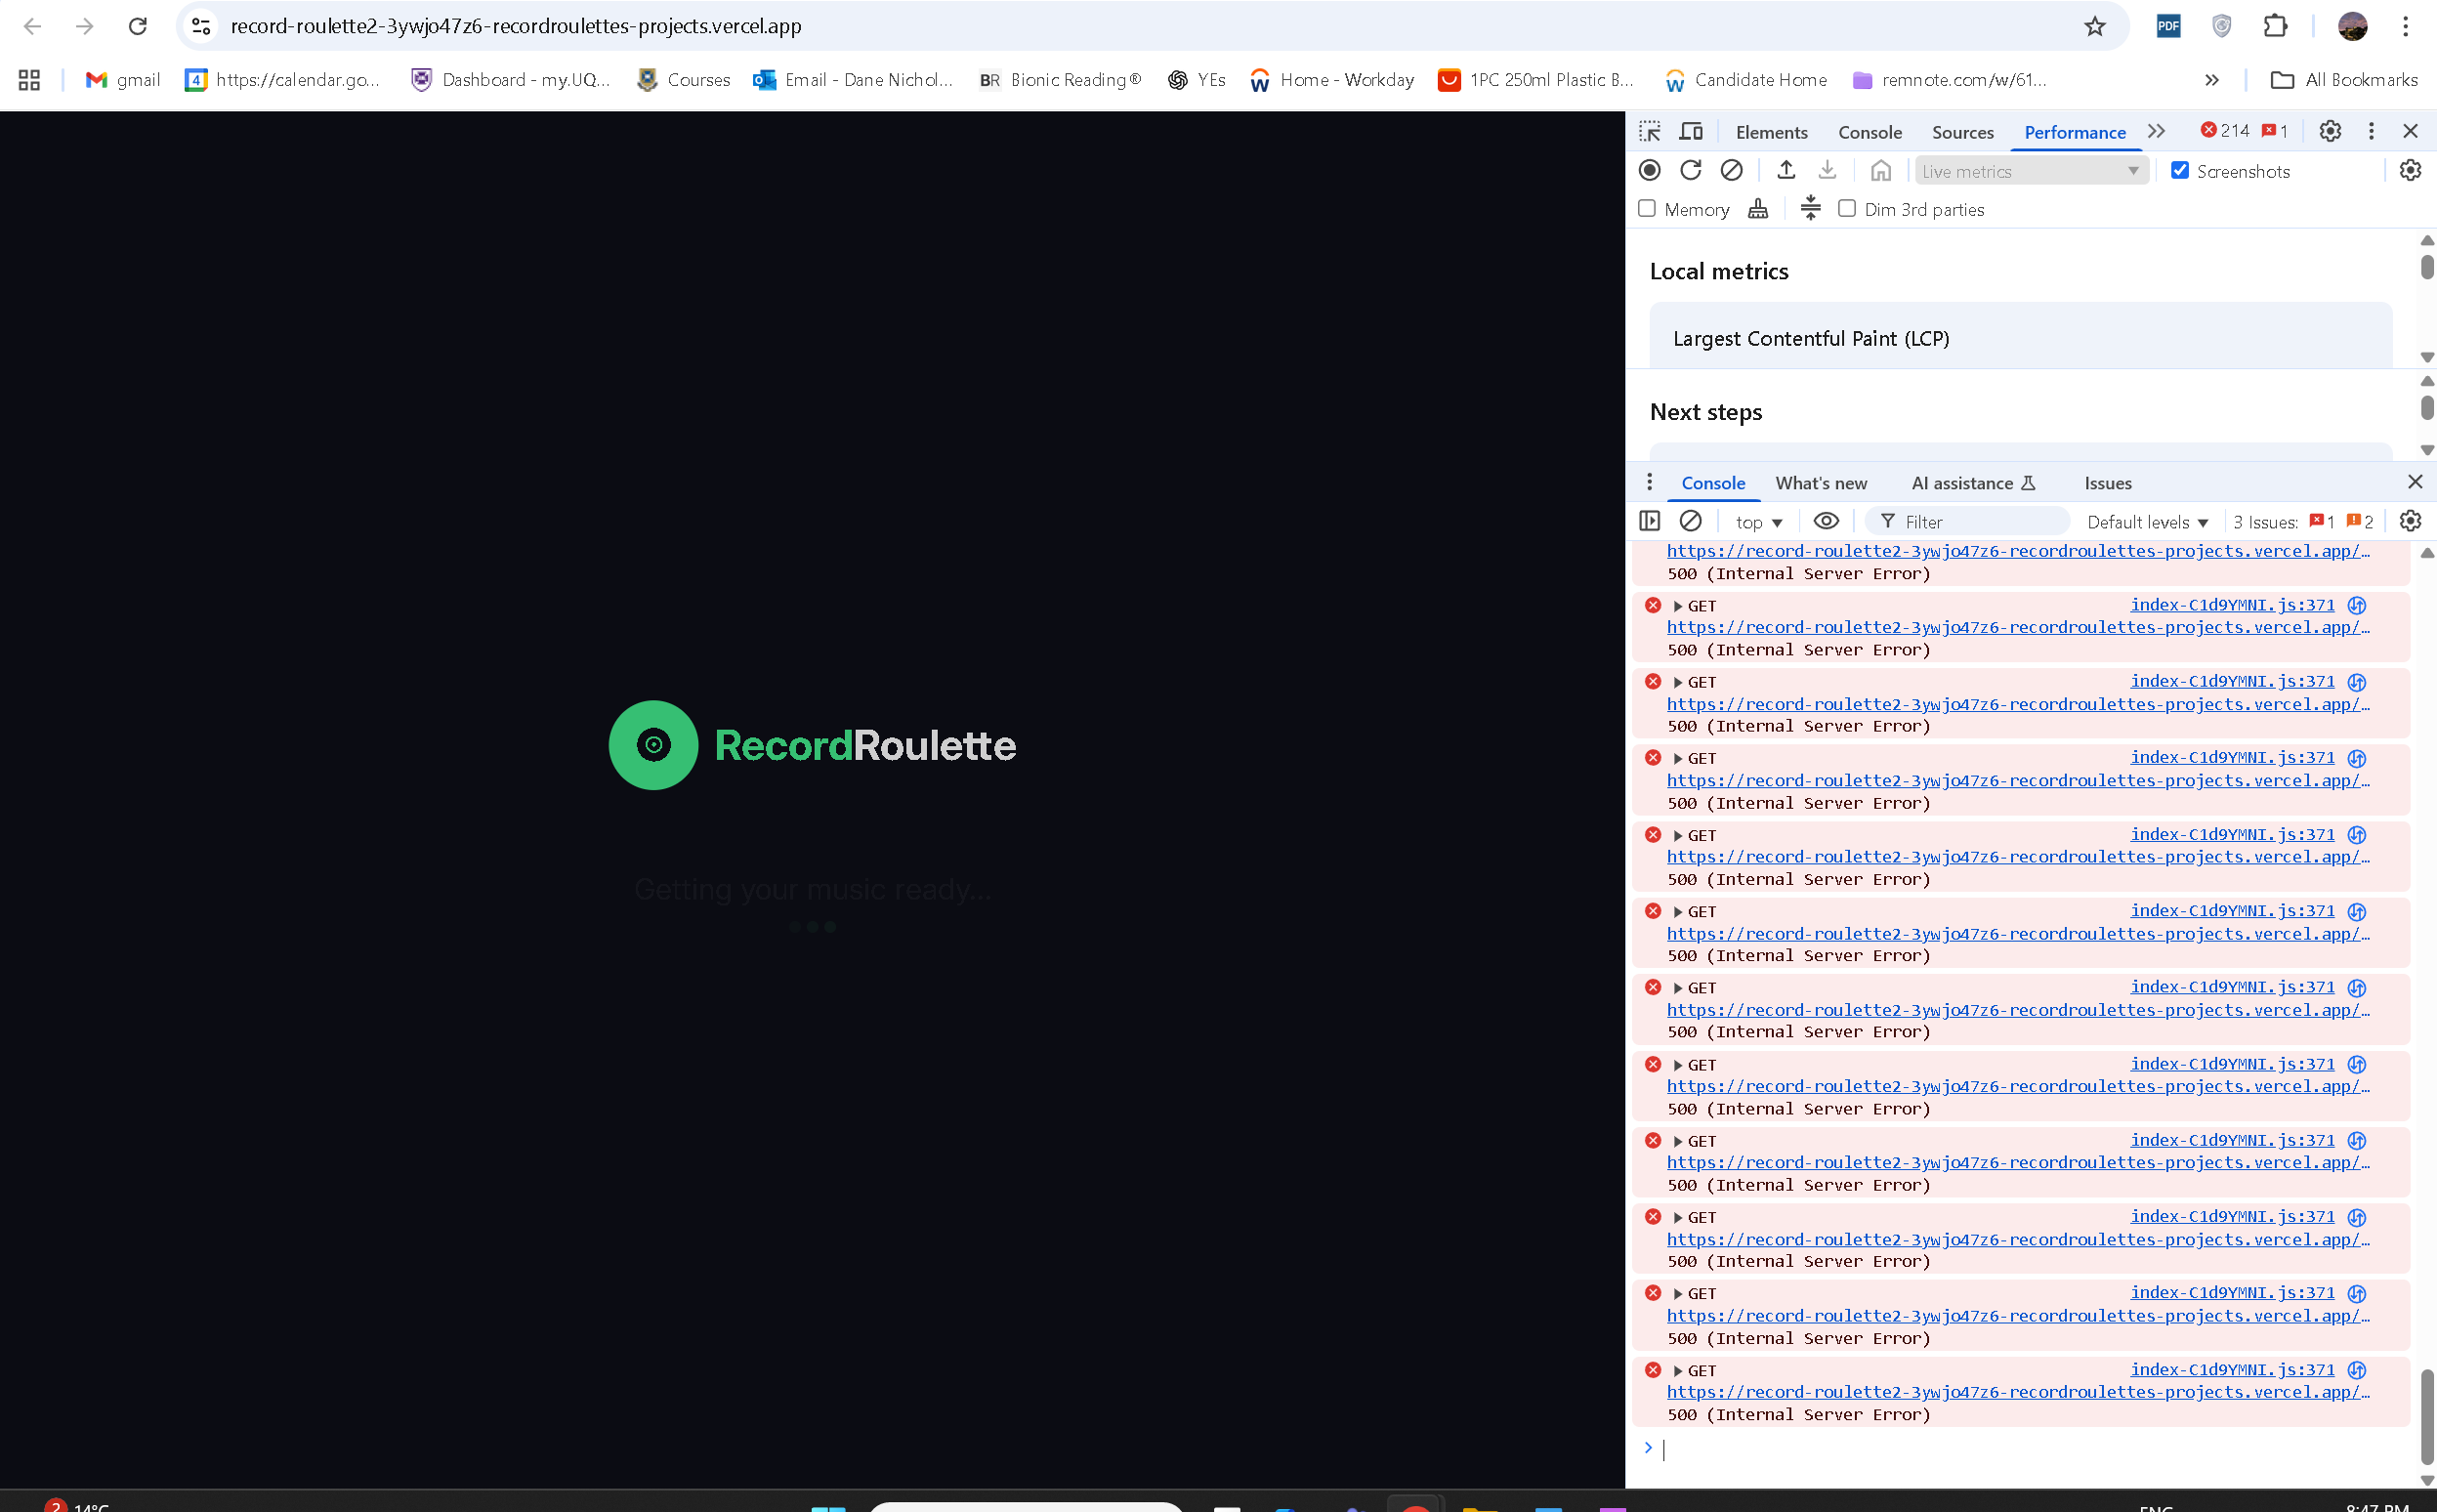 record-roulette2-3ywjo47z6-recordroulettes-projects.vercel.app
PDF
gmail
4 https://calendar.go...
Dashboard - my.UQ...
Courses
Email - Dane Nichol...
BR Bionic Reading®
YEs
Home - Workday
1PC 250ml Plastic B...
Candidate Home
remnote.com/w/61...
»
All Bookmarks
RecordRoulette
Getting your music ready...
Elements Console Sources Performance 214 1
Live metrics Screenshots
Memory Dim 3rd parties
Local metrics
Largest Contentful Paint (LCP)
Next steps
Console What's new AI assistance Issues
top Filter Default levels 3 Issues: 1 2
https://record-roulette2-3ywjo47z6-recordroulettes-projects.vercel.app/…
500 (Internal Server Error)
GET index-C1d9YMNI.js:371
https://record-roulette2-3ywjo47z6-recordroulettes-projects.vercel.app/…
500 (Internal Server Error)
GET index-C1d9YMNI.js:371
https://record-roulette2-3ywjo47z6-recordroulettes-projects.vercel.app/…
500 (Internal Server Error)
GET index-C1d9YMNI.js:371
https://record-roulette2-3ywjo47z6-recordroulettes-projects.vercel.app/…
500 (Internal Server Error)
GET index-C1d9YMNI.js:371
https://record-roulette2-3ywjo47z6-recordroulettes-projects.vercel.app/…
500 (Internal Server Error)
GET index-C1d9YMNI.js:371
https://record-roulette2-3ywjo47z6-recordroulettes-projects.vercel.app/…
500 (Internal Server Error)
GET index-C1d9YMNI.js:371
https://record-roulette2-3ywjo47z6-recordroulettes-projects.vercel.app/…
500 (Internal Server Error)
GET index-C1d9YMNI.js:371
https://record-roulette2-3ywjo47z6-recordroulettes-projects.vercel.app/…
500 (Internal Server Error)
GET index-C1d9YMNI.js:371
https://record-roulette2-3ywjo47z6-recordroulettes-projects.vercel.app/…
500 (Internal Server Error)
GET index-C1d9YMNI.js:371
https://record-roulette2-3ywjo47z6-recordroulettes-projects.vercel.app/…
500 (Internal Server Error)
GET index-C1d9YMNI.js:371
https://record-roulette2-3ywjo47z6-recordroulettes-projects.vercel.app/…
500 (Internal Server Error)
GET index-C1d9YMNI.js:371
https://record-roulette2-3ywjo47z6-recordroulettes-projects.vercel.app/…
500 (Internal Server Error)
2 14°C ENG 8:47 PM